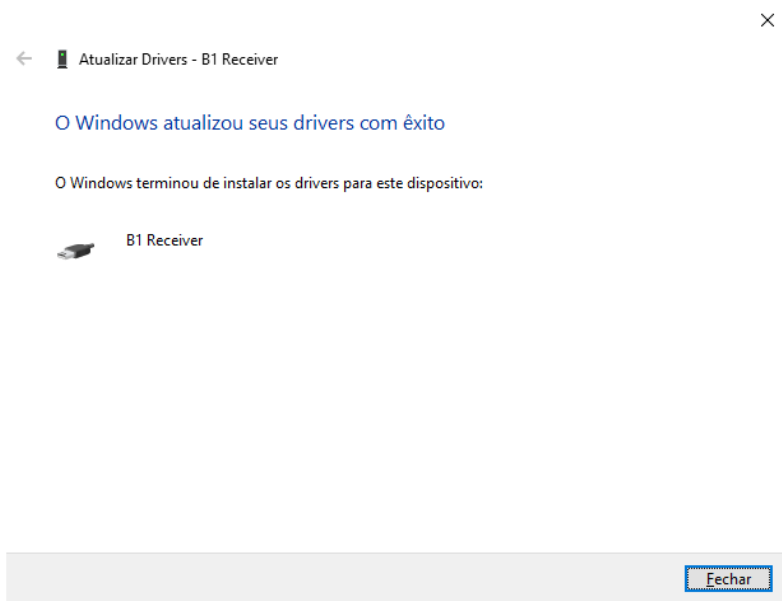 Atualizar Drivers - B1 Receiver
O Windows atualizou seus drivers com êxito
O Windows terminou de instalar os drivers para este dispositivo:
B1 Receiver
Fechar